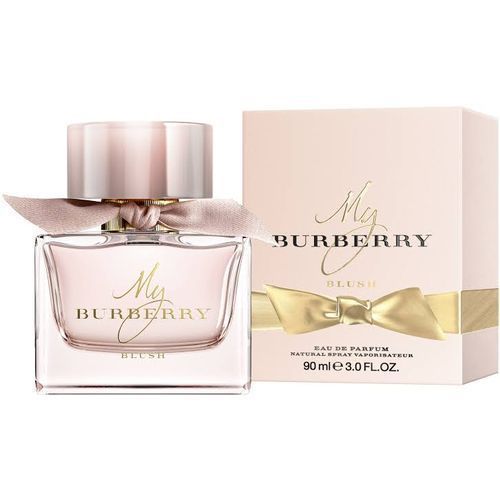 My
BURBERRY
BLUSH
My
BURBERRY
BLUSH
EAU DE PARFUM
NATURAL SPRAY VAPORISATEUR
90 ml ℮ 3.0 FL.OZ.